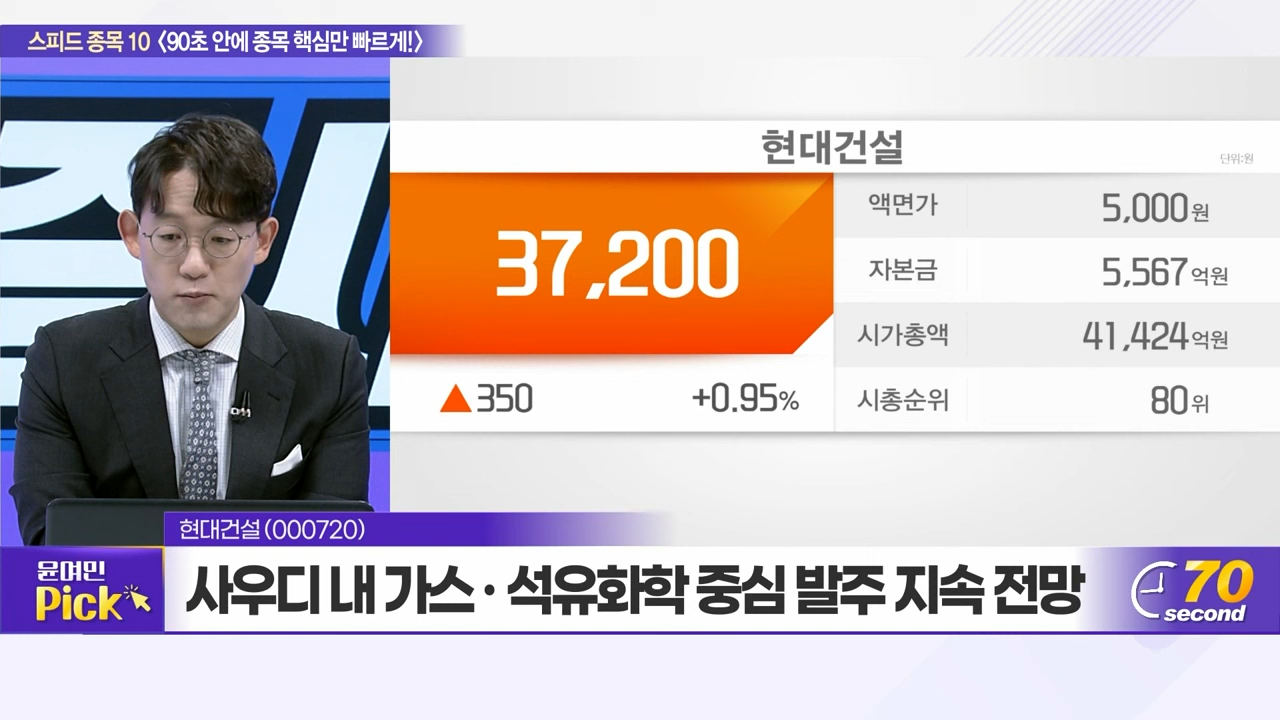 스피드 종목 10 〈90초 안에 종목 핵심만 빠르게!〉
현대건설
단위:원
37,200
▲350 +0.95%
액면가 5,000원
자본금 5,567억원
시가총액 41,424억원
시총순위 80위
현대건설(000720)
윤여민
Pick
사우디 내 가스·석유화학 중심 발주 지속 전망
70
second